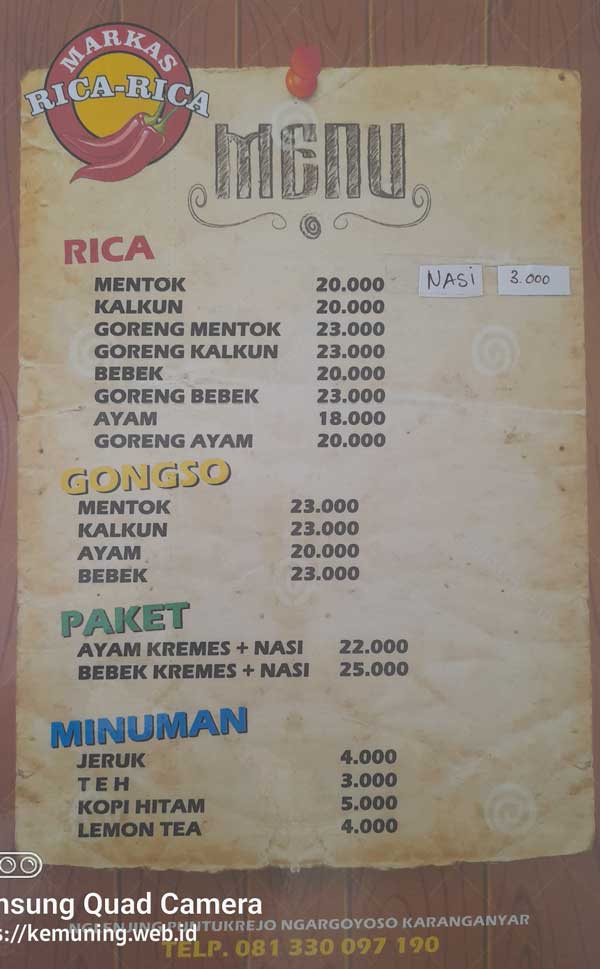 MARKAS
RICA-RICA
MENU
RICA
MENTOK 20.000
KALKUN 20.000
GORENG MENTOK 23.000
GORENG KALKUN 23.000
BEBEK 20.000
GORENG BEBEK 23.000
AYAM 18.000
GORENG AYAM 20.000
NASI 3.000
GONGSO
MENTOK 23.000
KALKUN 23.000
AYAM 20.000
BEBEK 23.000
PAKET
AYAM KREMES + NASI 22.000
BEBEK KREMES + NASI 25.000
MINUMAN
JERUK 4.000
T E H 3.000
KOPI HITAM 5.000
LEMON TEA 4.000
nsung Quad Camera
NGLENJING PUNTUKREJO NGARGOYOSO KARANGANYAR
s://kemuning.web.id
TELP. 081 330 097 190